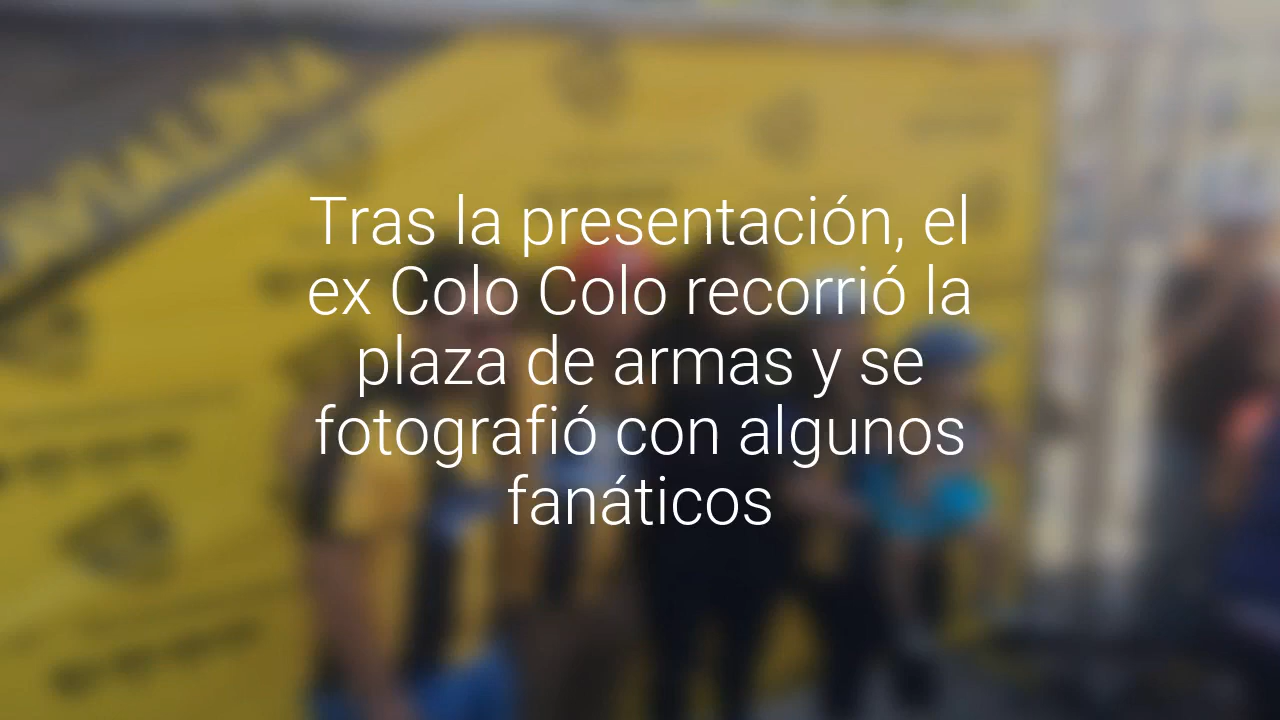 Tras la presentación, el
ex Colo Colo recorrió la
plaza de armas y se
fotografió con algunos
fanáticos